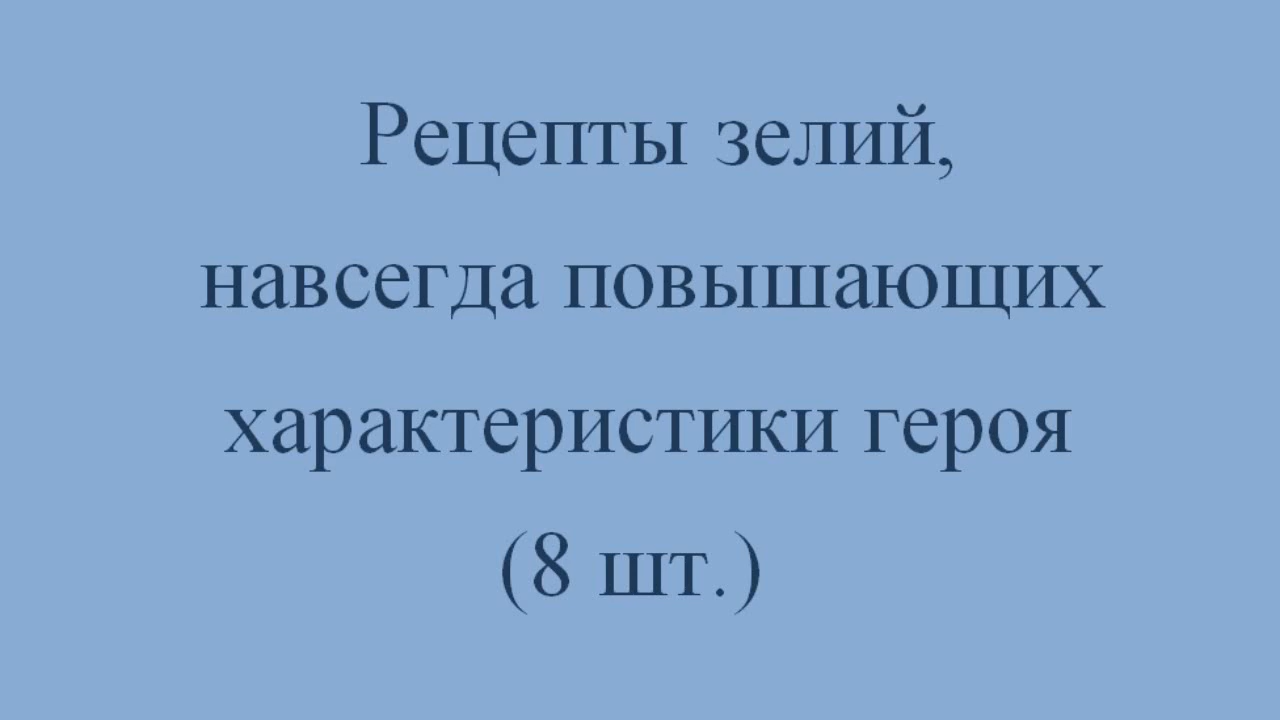 Рецепты зелий,
навсегда повышающих
характеристики героя
(8 шт.)